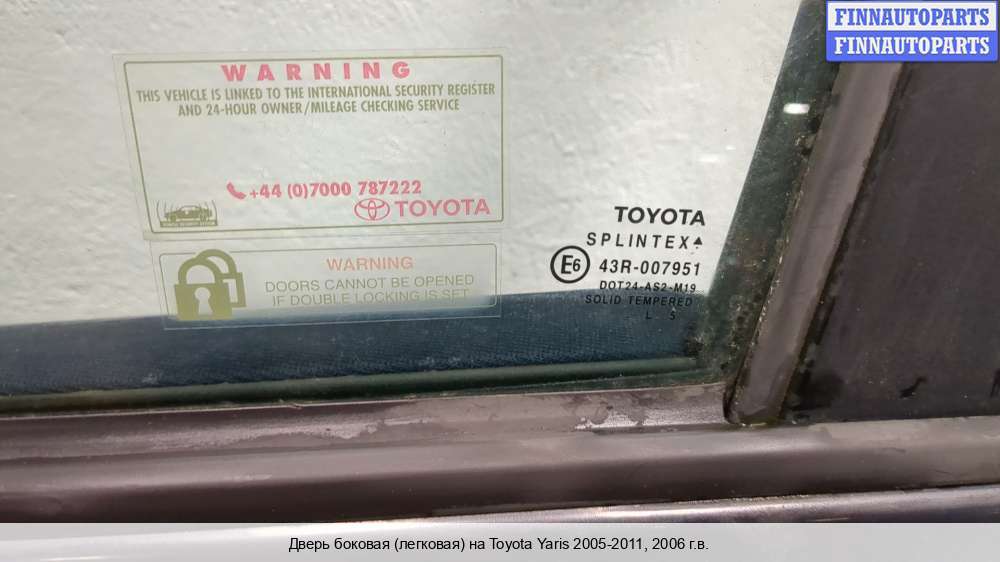 FINNAUTOPARTS
FINNAUTOPARTS
WARNING
THIS VEHICLE IS LINKED TO THE INTERNATIONAL SECURITY REGISTER
AND 24-HOUR OWNER/MILEAGE CHECKING SERVICE
+44 (0)7000 787222
TOYOTA
WARNING
DOORS CANNOT BE OPENED
IF DOUBLE LOCKING IS SET
TOYOTA
SPLINTEX
E6 43R-007951
DOT24-AS2-M19
SOLID TEMPERED
L 5
Дверь боковая (легковая) на Toyota Yaris 2005-2011, 2006 г.в.